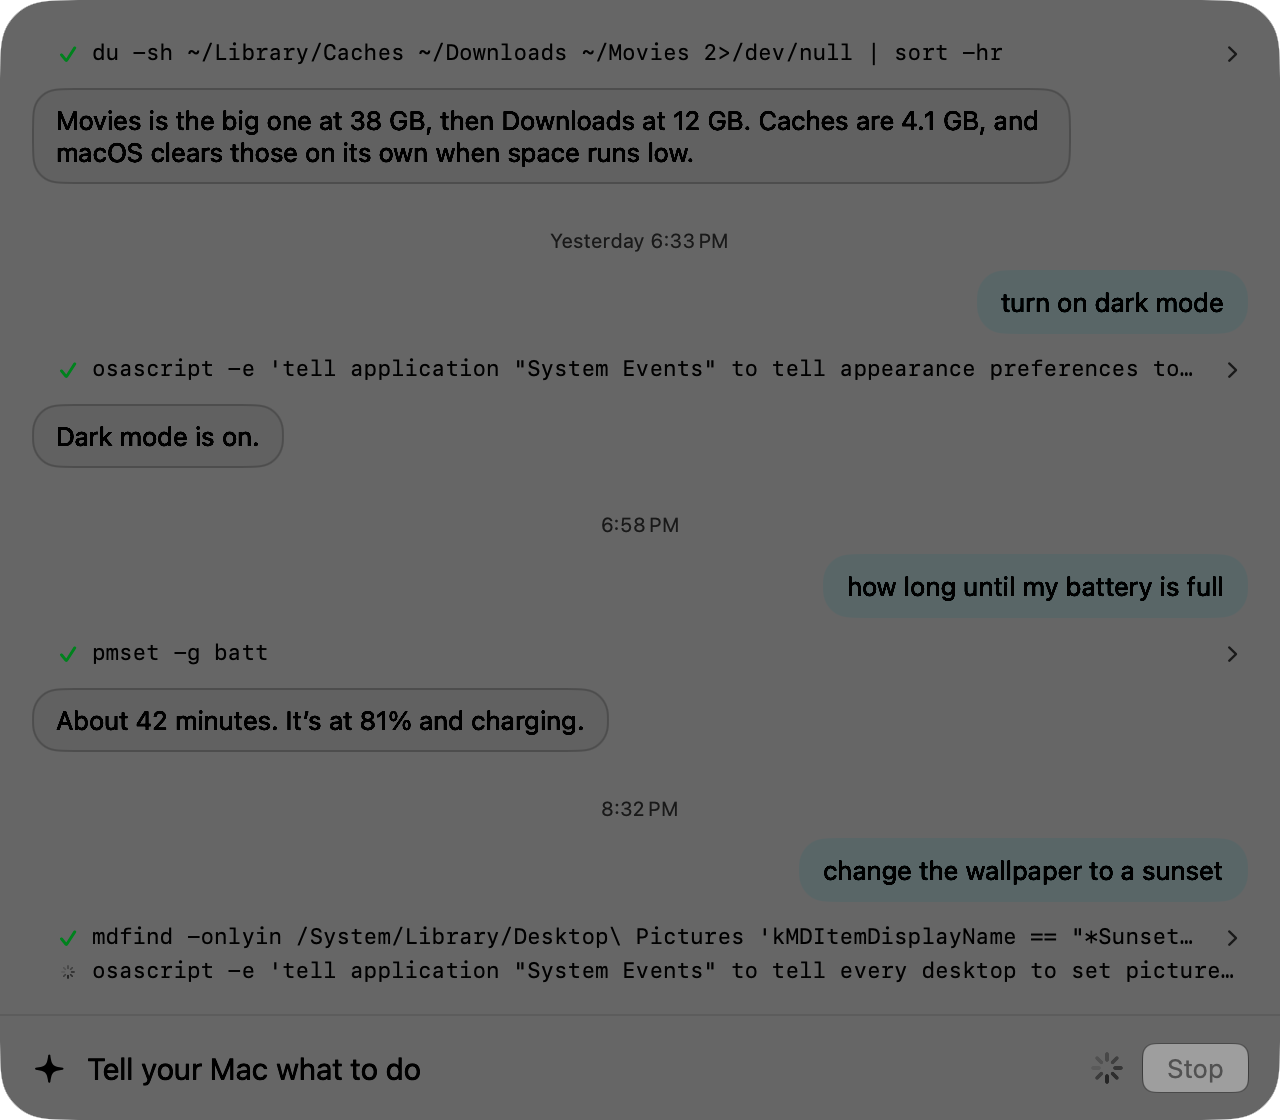 du -sh ~/Library/Caches ~/Downloads ~/Movies 2>/dev/null | sort -hr
Movies is the big one at 38 GB, then Downloads at 12 GB. Caches are 4.1 GB, and
macOS clears those on its own when space runs low.
Yesterday 6:33 PM
turn on dark mode
osascript -e 'tell application "System Events" to tell appearance preferences to…
Dark mode is on.
6:58 PM
how long until my battery is full
pmset -g batt
About 42 minutes. It’s at 81% and charging.
8:32 PM
change the wallpaper to a sunset
mdfind -onlyin /System/Library/Desktop\ Pictures 'kMDItemDisplayName == "*Sunset…
osascript -e 'tell application "System Events" to tell every desktop to set picture…
Tell your Mac what to do
Stop